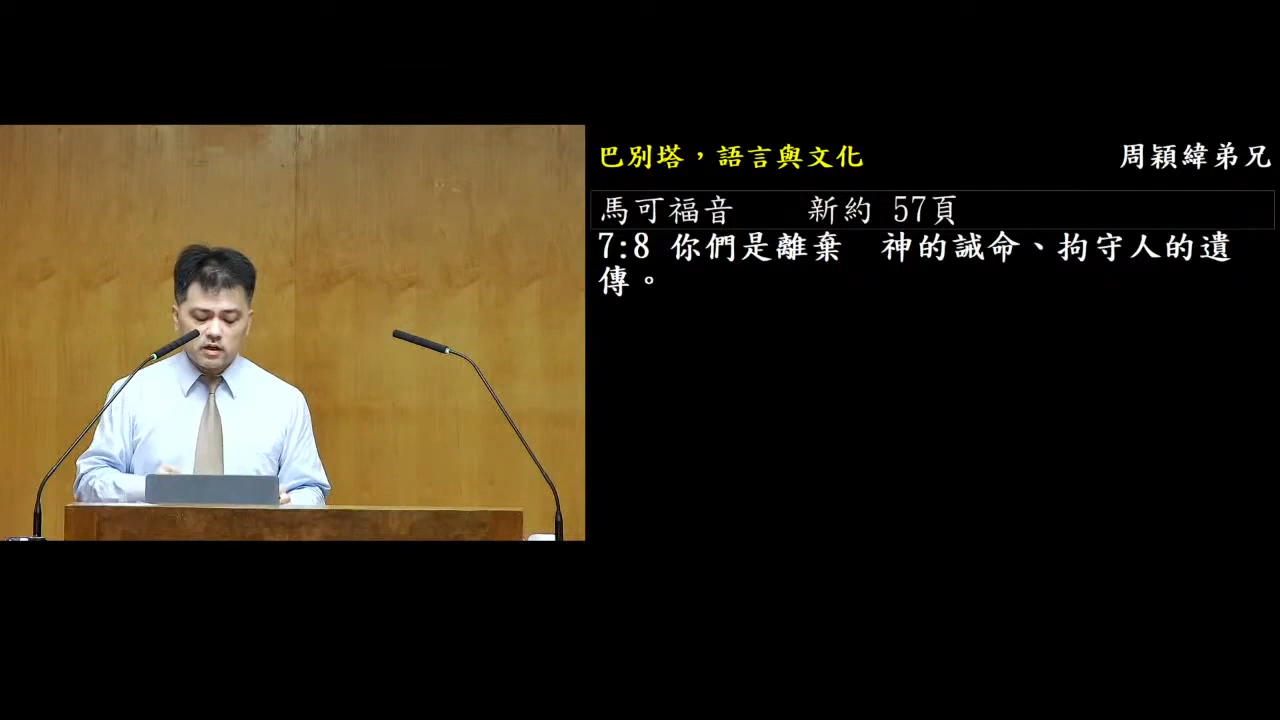 巴別塔，語言與文化 周穎緯弟兄
馬可福音 新約 57頁
7:8 你們是離棄 神的誡命、拘守人的遺
傳。